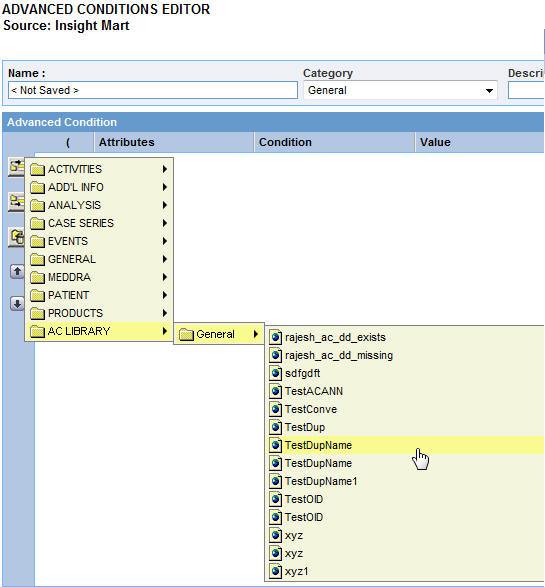 ADVANCED CONDITIONS EDITOR
Source: Insight Mart
Name : Category Descri
< Not Saved > General
Advanced Condition
( Attributes Condition Value
ACTIVITIES
ADD'L INFO
ANALYSIS
CASE SERIES
EVENTS
GENERAL
MEDDRA
PATIENT
PRODUCTS
AC LIBRARY General rajesh_ac_dd_exists
rajesh_ac_dd_missing
sdfgdft
TestACANN
TestConve
TestDup
TestDupName
TestDupName
TestDupName1
TestOID
TestOID
xyz
xyz
xyz1